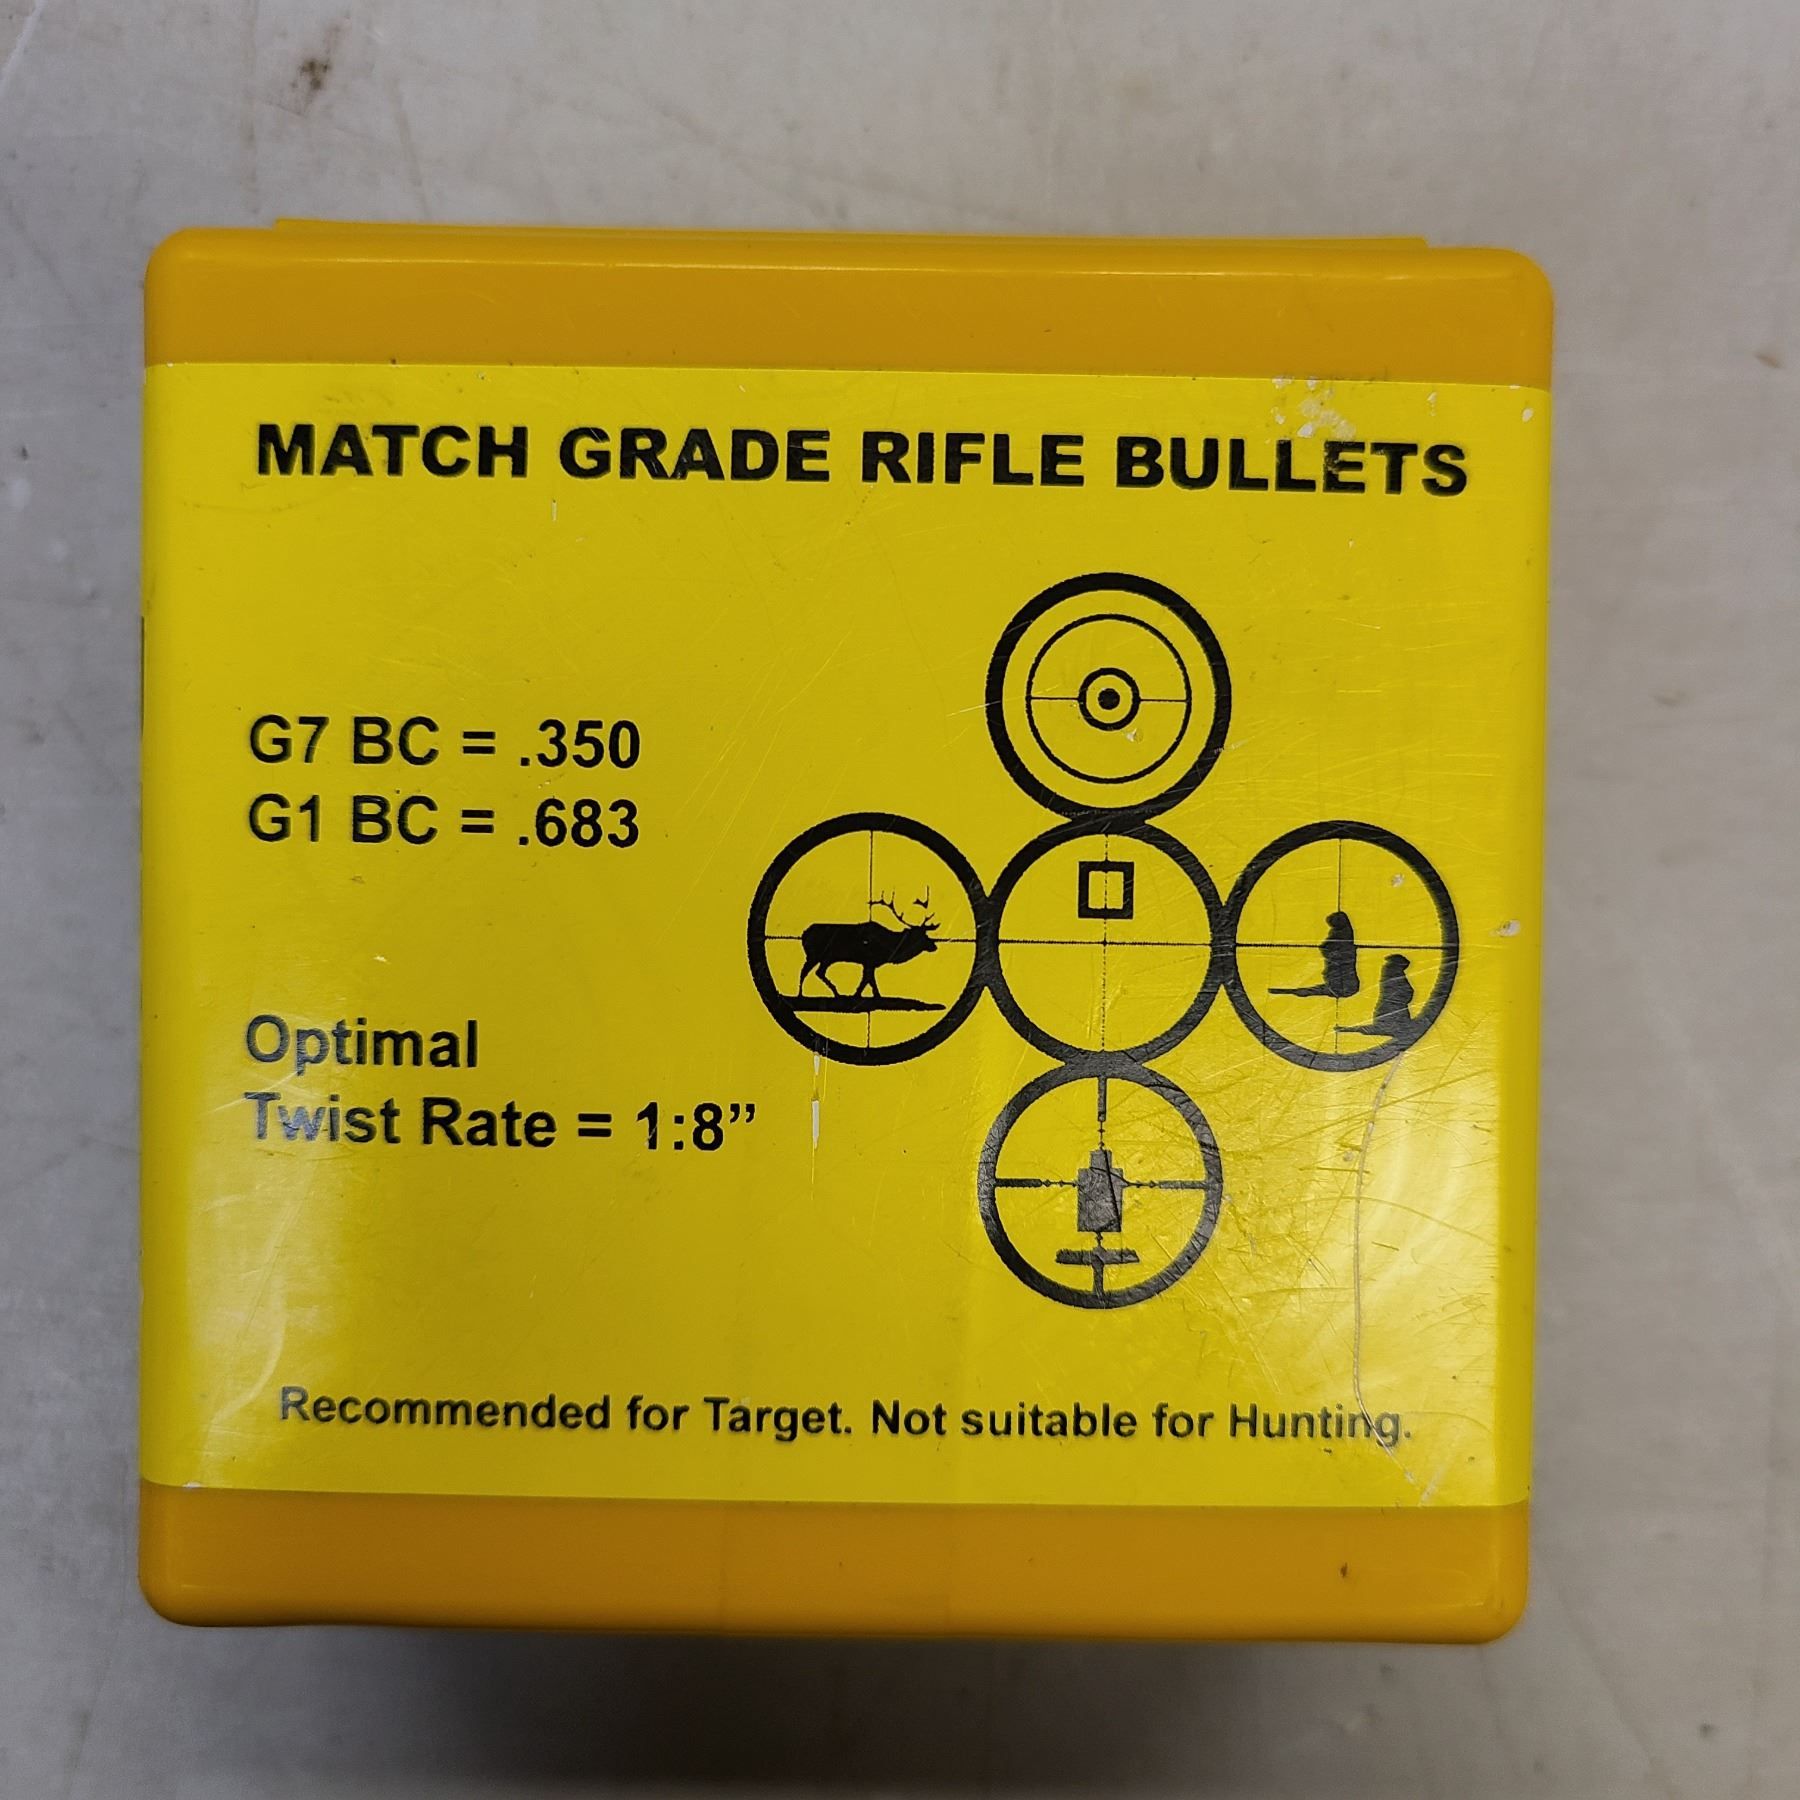 MATCH GRADE RIFLE BULLETS
G7 BC = .350
G1 BC = .683
Optimal
Twist Rate = 1:8”
Recommended for Target. Not suitable for Hunting.